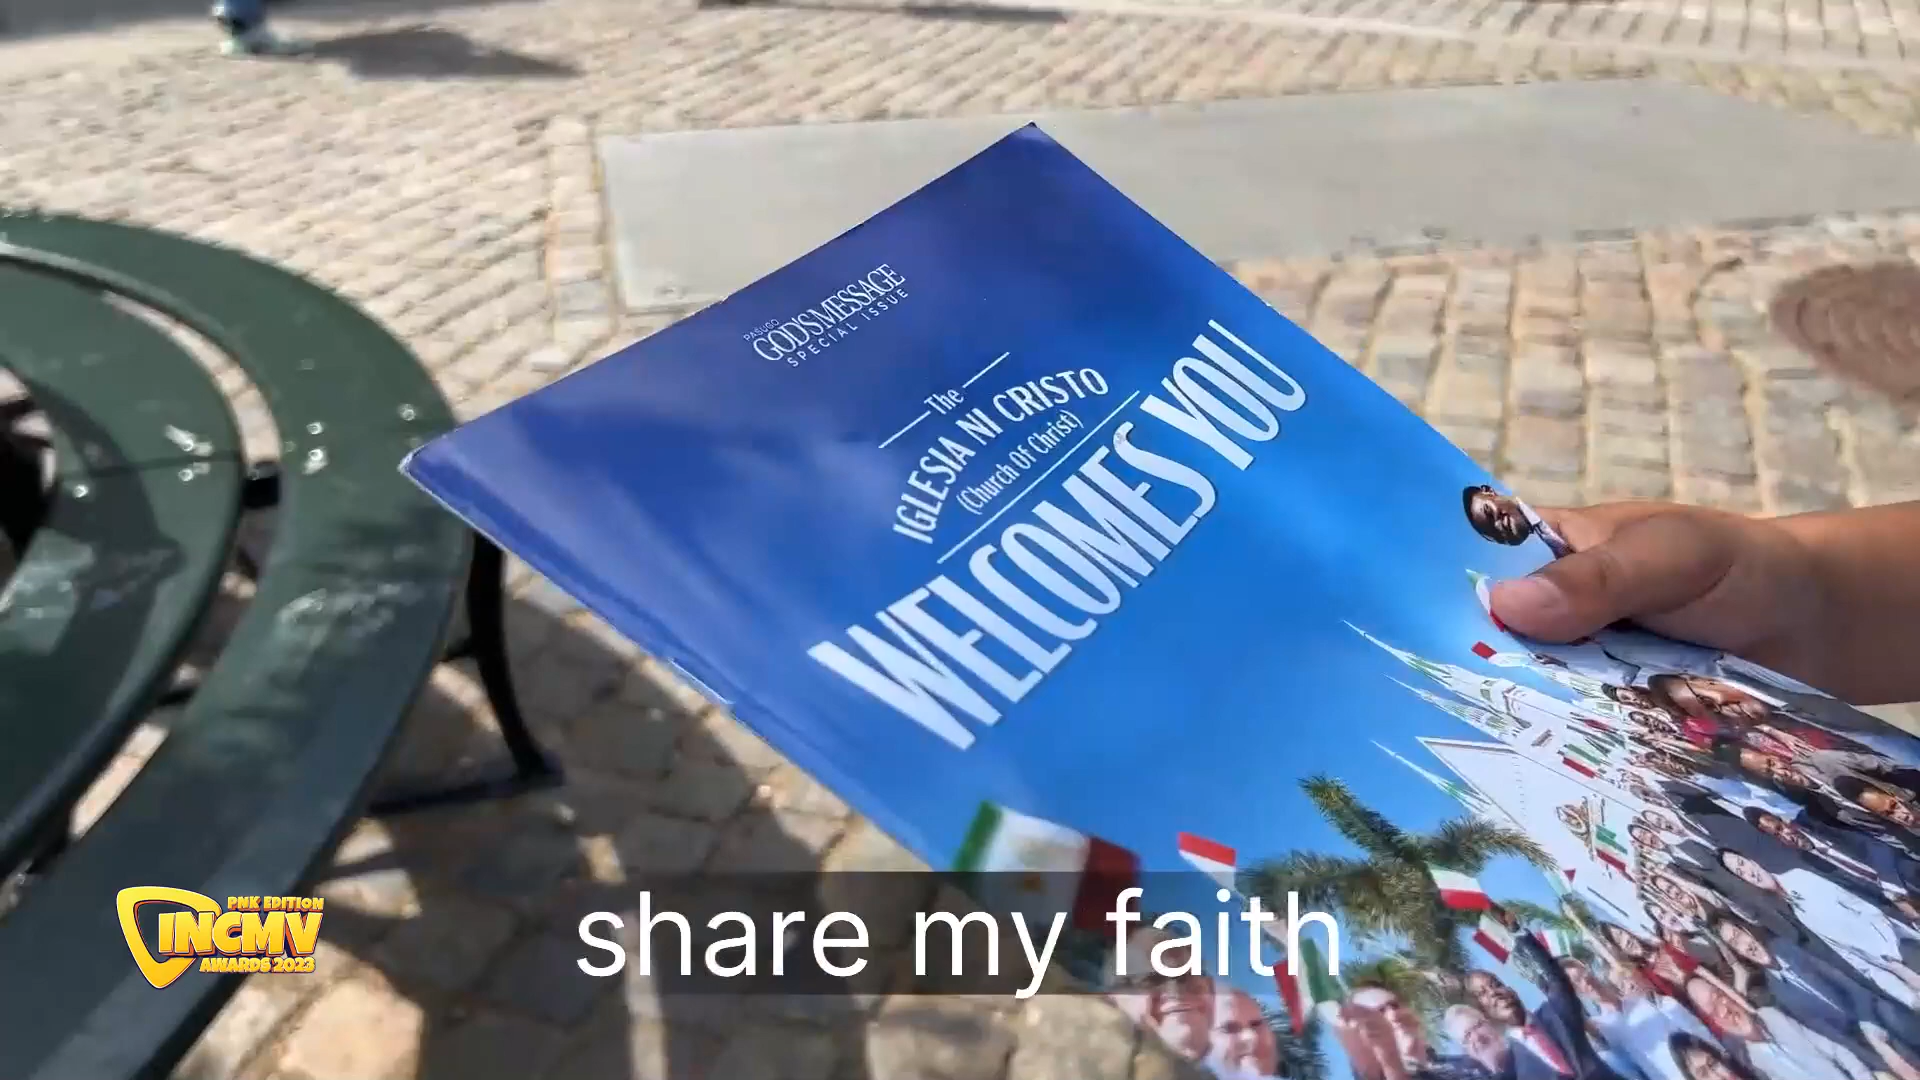 PASUGO
GOD'S MESSAGE
SPECIAL ISSUE
The
IGLESIA NI CRISTO
(Church Of Christ)
WELCOMES YOU
share my faith
PNK EDITION
INCMV
AWARDS 2023